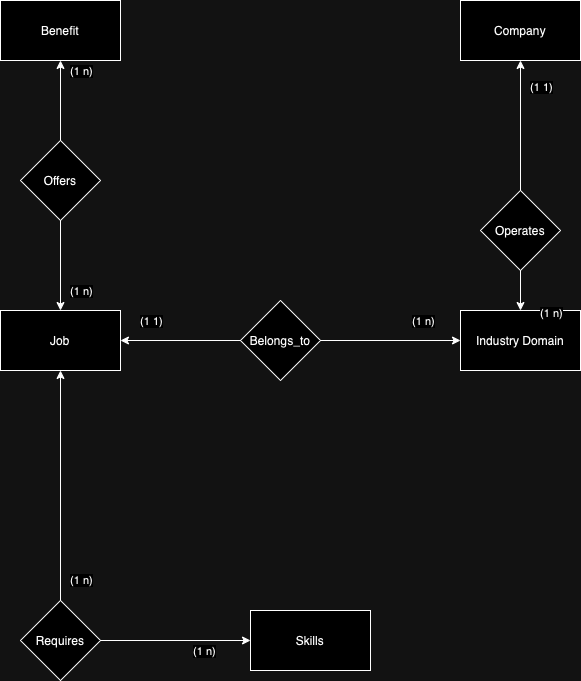 Benefit
Company
(1 n)
(1 1)
Offers
Operates
(1 n)
(1 n)
(1 1)
(1 n)
Job
Belongs_to
Industry Domain
(1 n)
Requires
Skills
(1 n)